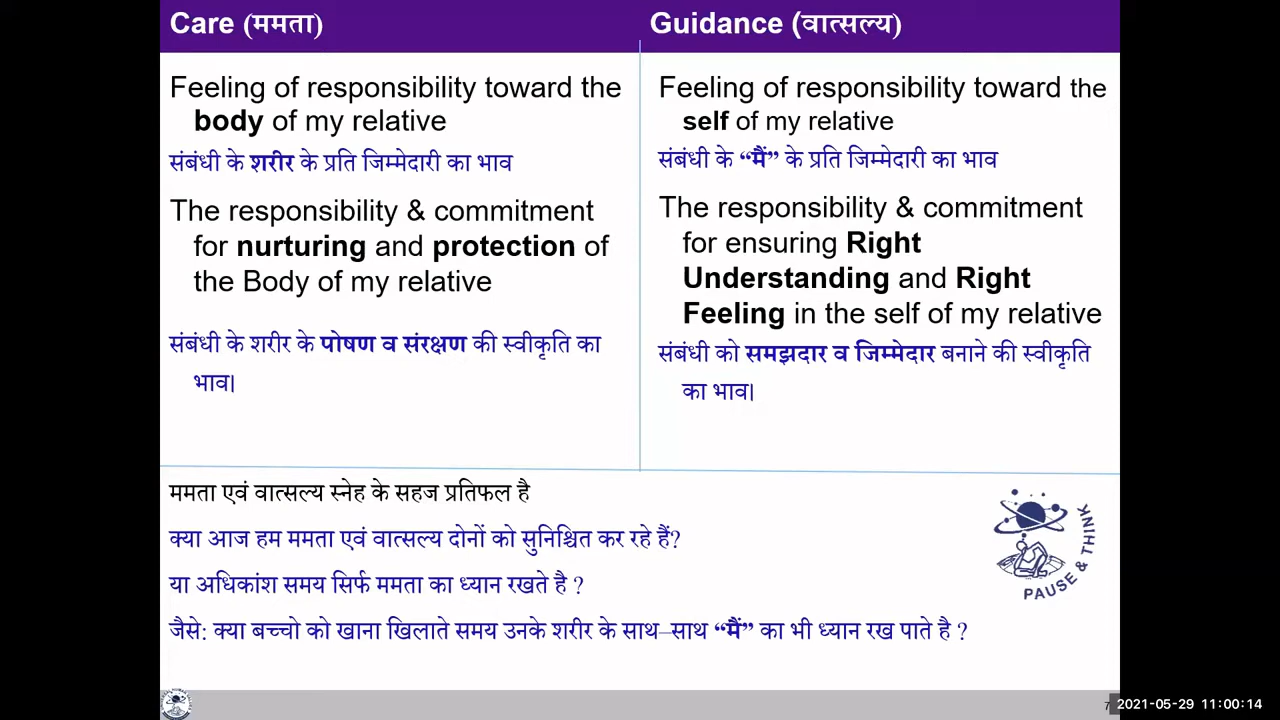 Care (ममता)
Guidance (वात्सल्य)
Feeling of responsibility toward the
body of my relative
संबंधी के शरीर के प्रति जिम्मेदारी का भाव
The responsibility & commitment
for nurturing and protection of
the Body of my relative
संबंधी के शरीर के पोषण व संरक्षण की स्वीकृति का
भाव।
Feeling of responsibility toward the
self of my relative
संबंधी के “मैं” के प्रति जिम्मेदारी का भाव
The responsibility & commitment
for ensuring Right
Understanding and Right
Feeling in the self of my relative
संबंधी को समझदार व जिम्मेदार बनाने की स्वीकृति
का भाव।
ममता एवं वात्सल्य स्नेह के सहज प्रतिफल है
क्या आज हम ममता एवं वात्सल्य दोनों को सुनिश्चित कर रहे हैं?
या अधिकांश समय सिर्फ ममता का ध्यान रखते है ?
जैसे: क्या बच्चो को खाना खिलाते समय उनके शरीर के साथ–साथ “मैं” का भी ध्यान रख पाते है ?
PAUSE & THINK
2021-05-29 11:00:14